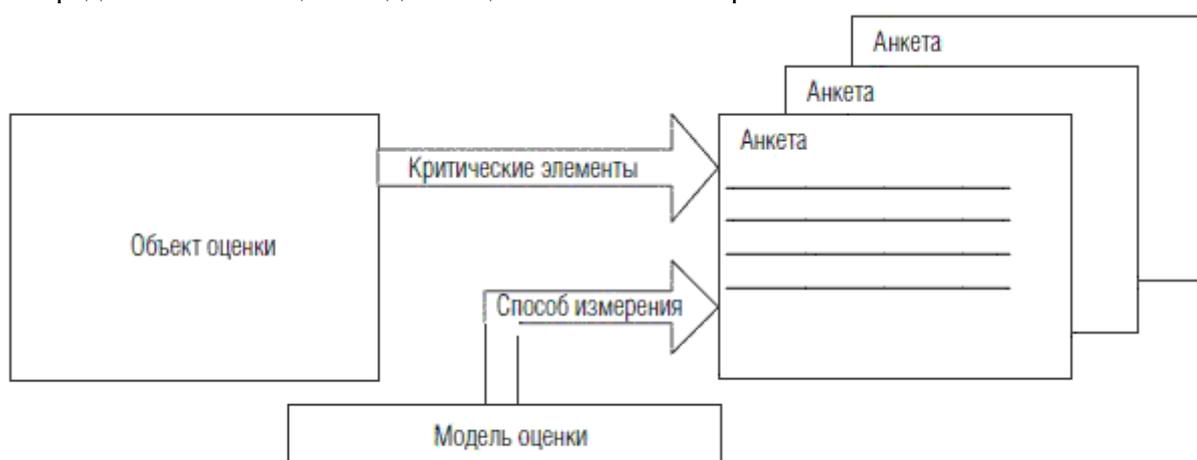 Анкета
Анкета
Анкета
Критические элементы
Объект оценки
Способ измерения
Модель оценки